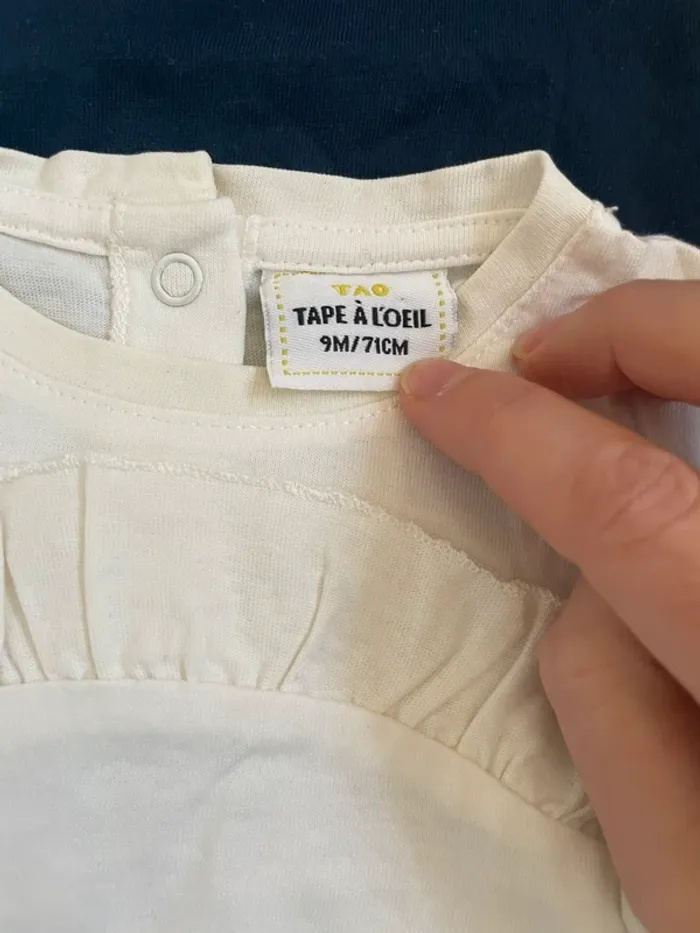 TAO
TAPE À L'OEIL
9M/71CM